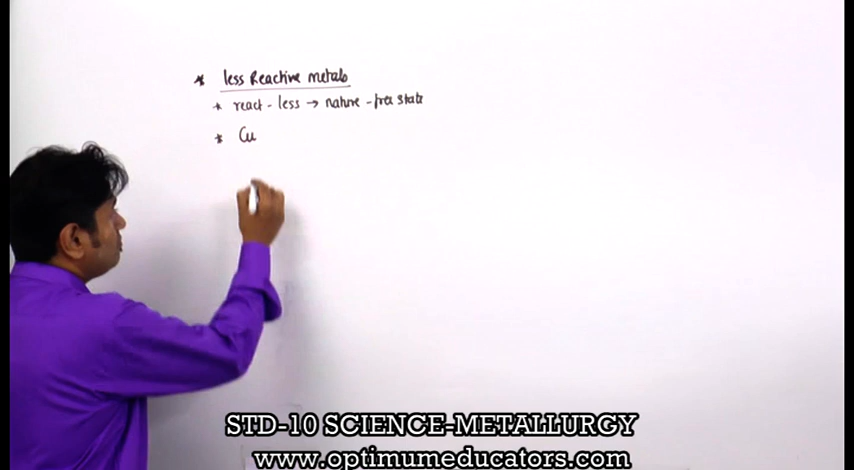 * less Reactive metals
* react - less → nature - free state
* Cu
STD-10 SCIENCE-METALLURGY
www.optimumeducators.com